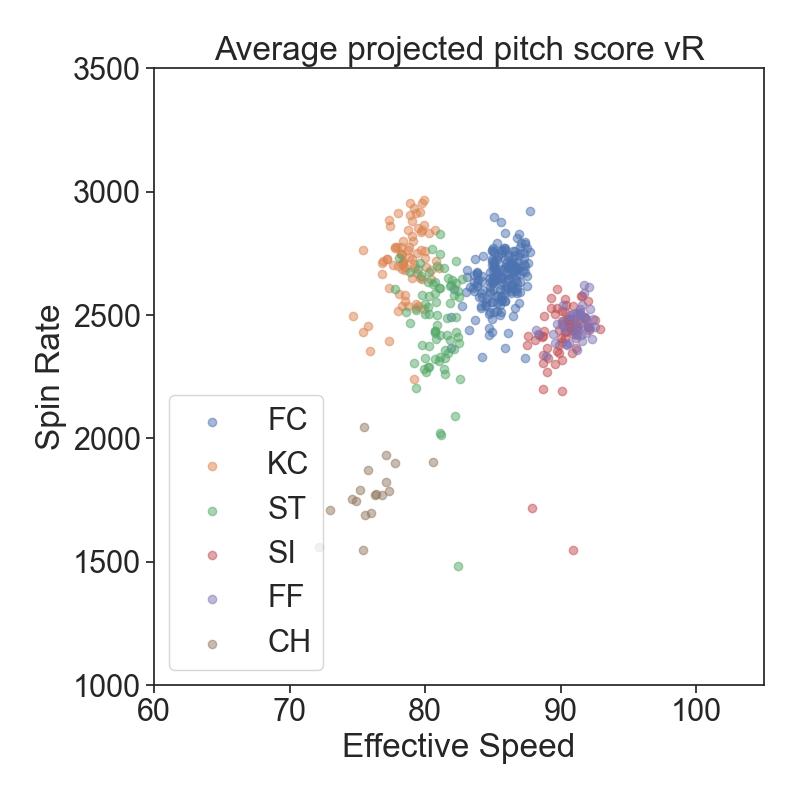 Average projected pitch score vR
3500
3000
2500
2000
1500
1000
Spin Rate
FC
KC
ST
SI
FF
CH
60
70
80
90
100
Effective Speed